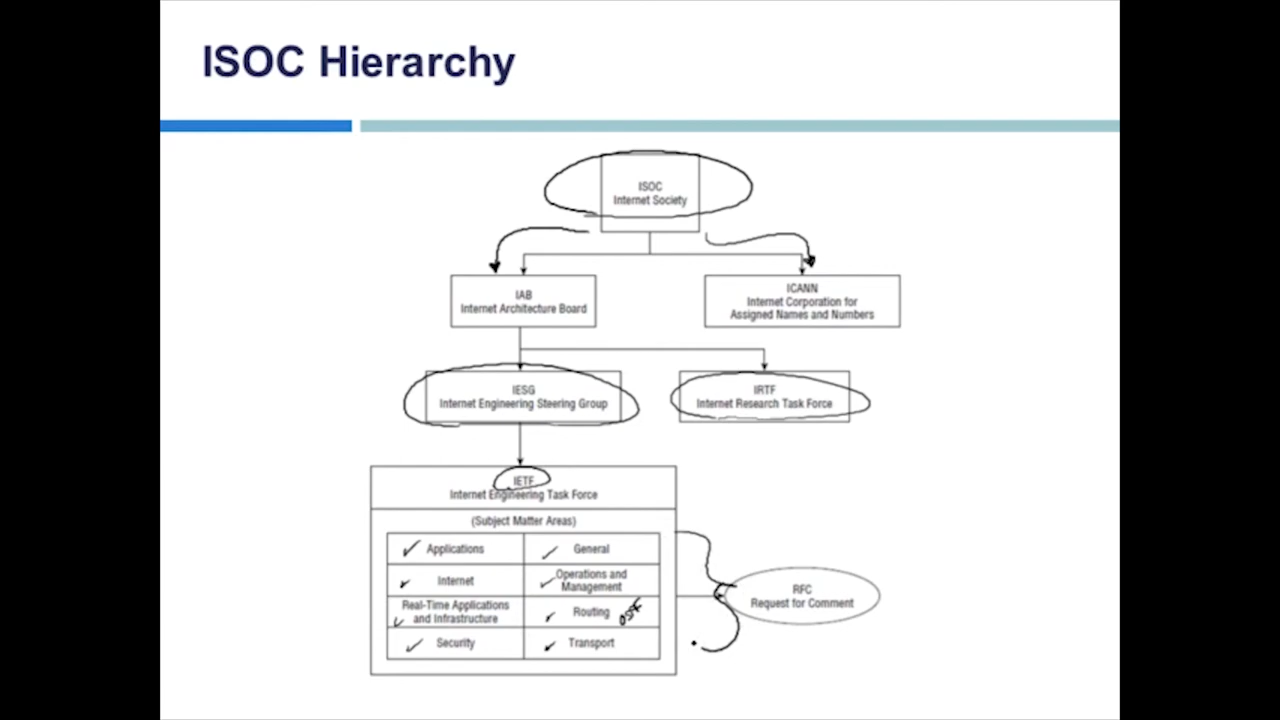 ISOC Hierarchy
ISOC
Internet Society
IAB
Internet Architecture Board
ICANN
Internet Corporation for
Assigned Names and Numbers
IESG
Internet Engineering Steering Group
IRTF
Internet Research Task Force
IETF
Internet Engineering Task Force
(Subject Matter Areas)
Applications
General
Internet
Operations and
Management
Real-Time Applications
and Infrastructure
Routing
OSPF
Security
Transport
RFC
Request for Comment